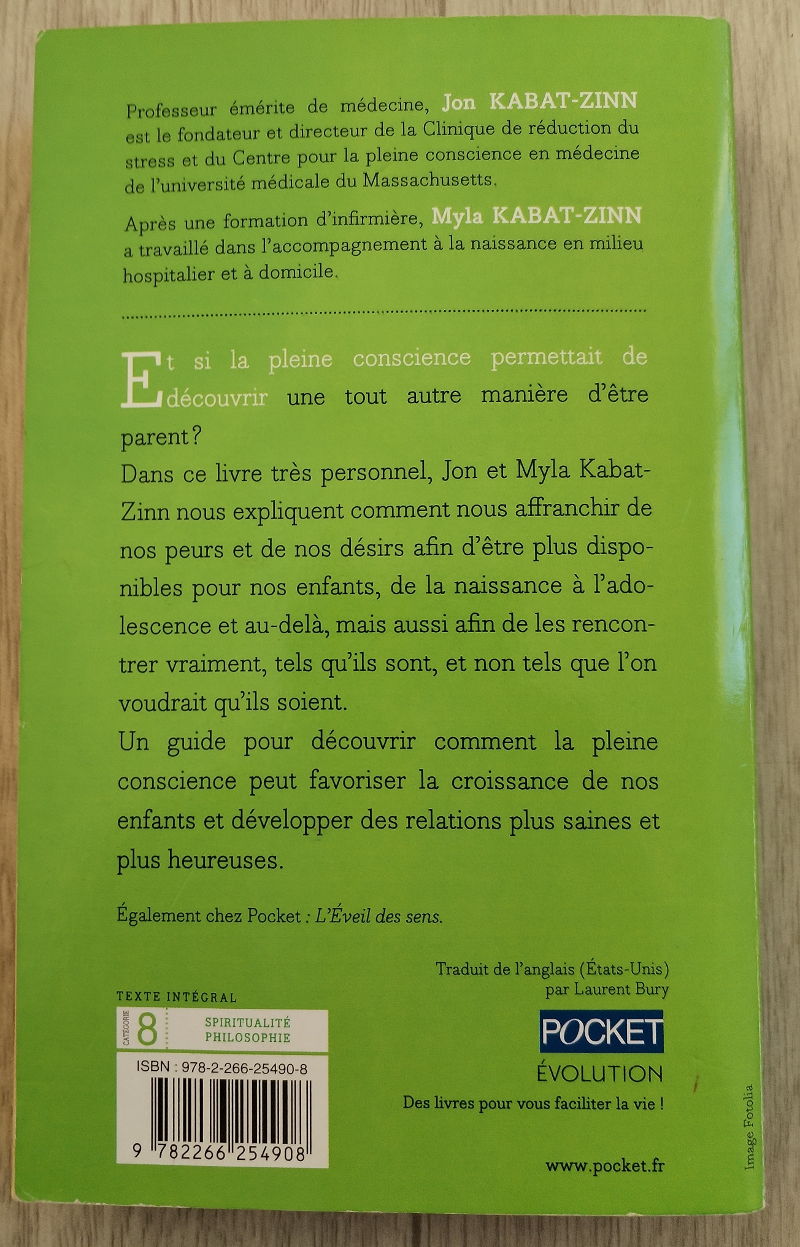 Professeur émérite de médecine, Jon KABAT-ZINN
est le fondateur et directeur de la Clinique de réduction du
stress et du Centre pour la pleine conscience en médecine
de l'université médicale du Massachusetts.
Après une formation d'infirmière, Myla KABAT-ZINN
a travaillé dans l'accompagnement à la naissance en milieu
hospitalier et à domicile.
Et si la pleine conscience permettait de
découvrir une tout autre manière d'être
parent ?
Dans ce livre très personnel, Jon et Myla Kabat-
Zinn nous expliquent comment nous affranchir de
nos peurs et de nos désirs afin d'être plus dispo-
nibles pour nos enfants, de la naissance à l'ado-
lescence et au-delà, mais aussi afin de les rencon-
trer vraiment, tels qu'ils sont, et non tels que l'on
voudrait qu'ils soient.
Un guide pour découvrir comment la pleine
conscience peut favoriser la croissance de nos
enfants et développer des relations plus saines et
plus heureuses.
Également chez Pocket : L'Éveil des sens.
Traduit de l'anglais (États-Unis)
par Laurent Bury
TEXTE INTÉGRAL
CATÉGORIE
8
SPIRITUALITÉ
PHILOSOPHIE
ISBN : 978-2-266-25490-8
9 782266 254908
POCKET
ÉVOLUTION
Des livres pour vous faciliter la vie !
www.pocket.fr
Image Fotolia